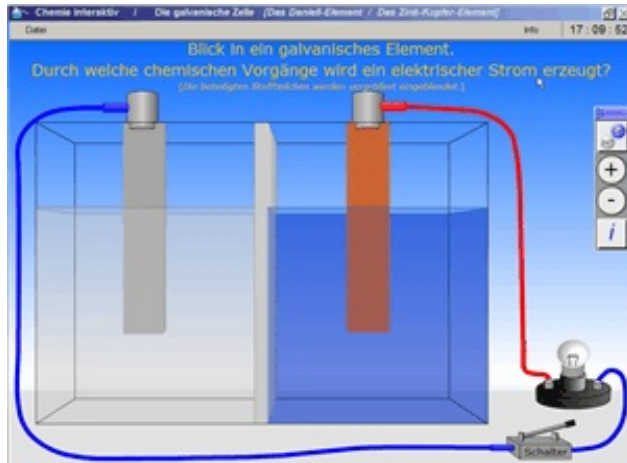 Chemie interaktiv / Die galvanische Zelle [Das Daniell-Element / Das Zink-Kupfer-Element]
Datei Info 17:09:52
Blick in ein galvanisches Element.
Durch welche chemischen Vorgänge wird ein elektrischer Strom erzeugt?
[Die beteiligten Stoffteilchen werden vergrößert eingeblendet.]
+
-
i
Schalter